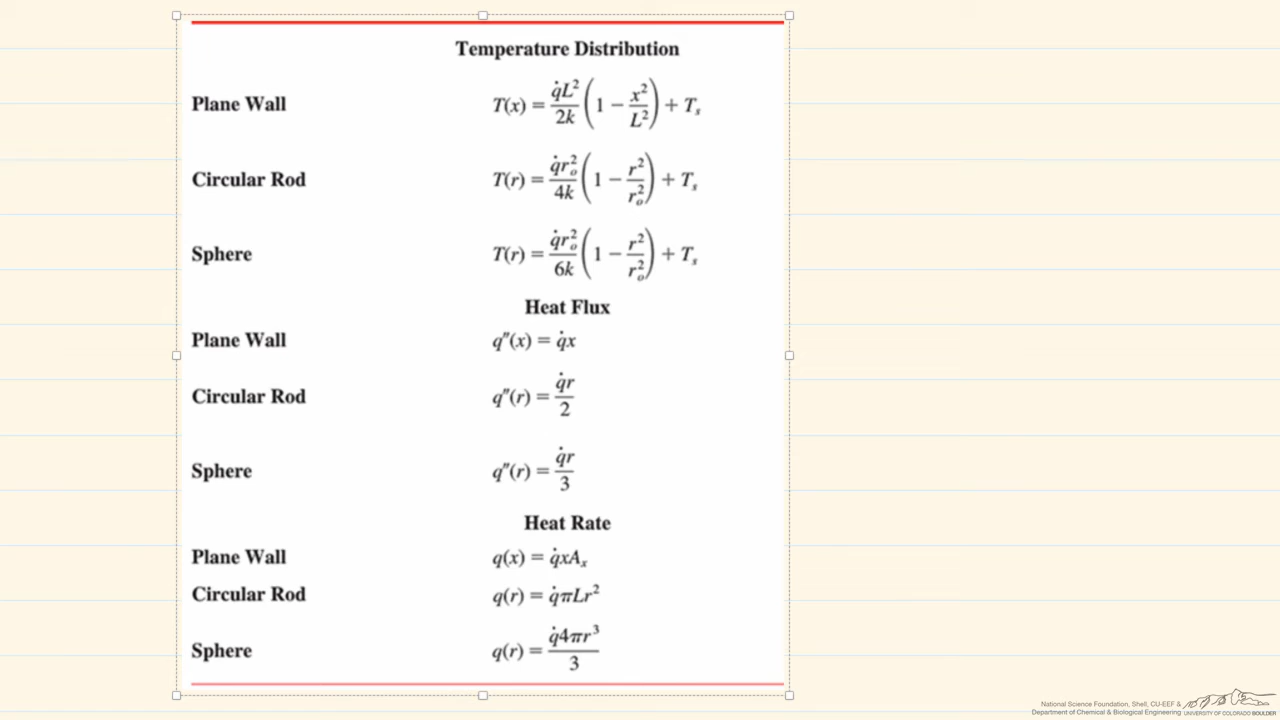 Temperature Distribution
Plane Wall T(x) = q̇L²/2k (1 − x²/L²) + Tₛ
Circular Rod T(r) = q̇rₒ²/4k (1 − r²/rₒ²) + Tₛ
Sphere T(r) = q̇rₒ²/6k (1 − r²/rₒ²) + Tₛ
Heat Flux
Plane Wall q″(x) = q̇x
Circular Rod q″(r) = q̇r/2
Sphere q″(r) = q̇r/3
Heat Rate
Plane Wall q(x) = q̇xAₓ
Circular Rod q(r) = q̇πLr²
Sphere q(r) = q̇4πr³/3
National Science Foundation, Shell, CU-EEF &
Department of Chemical & Biological Engineering UNIVERSITY OF COLORADO BOULDER